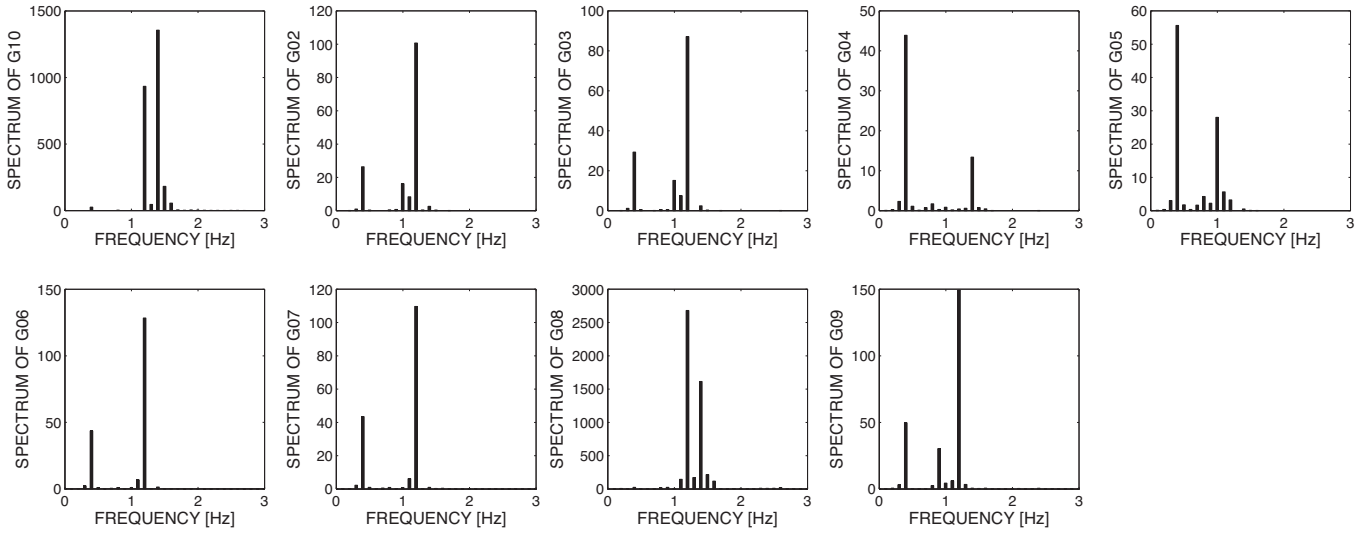 SPECTRUM OF G10
1500
1000
500
0
0 1 2 3
FREQUENCY [Hz]
SPECTRUM OF G02
120
100
80
60
40
20
0
0 1 2 3
FREQUENCY [Hz]
SPECTRUM OF G03
100
80
60
40
20
0
0 1 2 3
FREQUENCY [Hz]
SPECTRUM OF G04
50
40
30
20
10
0
0 1 2 3
FREQUENCY [Hz]
SPECTRUM OF G05
60
50
40
30
20
10
0
0 1 2 3
FREQUENCY [Hz]
SPECTRUM OF G06
150
100
50
0
0 1 2 3
FREQUENCY [Hz]
SPECTRUM OF G07
120
100
80
60
40
20
0
0 1 2 3
FREQUENCY [Hz]
SPECTRUM OF G08
3000
2500
2000
1500
1000
500
0
0 1 2 3
FREQUENCY [Hz]
SPECTRUM OF G09
150
100
50
0
0 1 2 3
FREQUENCY [Hz]